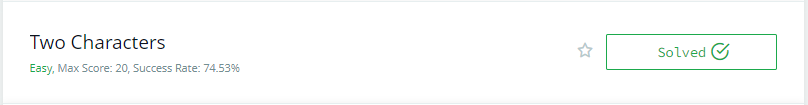 Two Characters
Solved
Easy, Max Score: 20, Success Rate: 74.53%